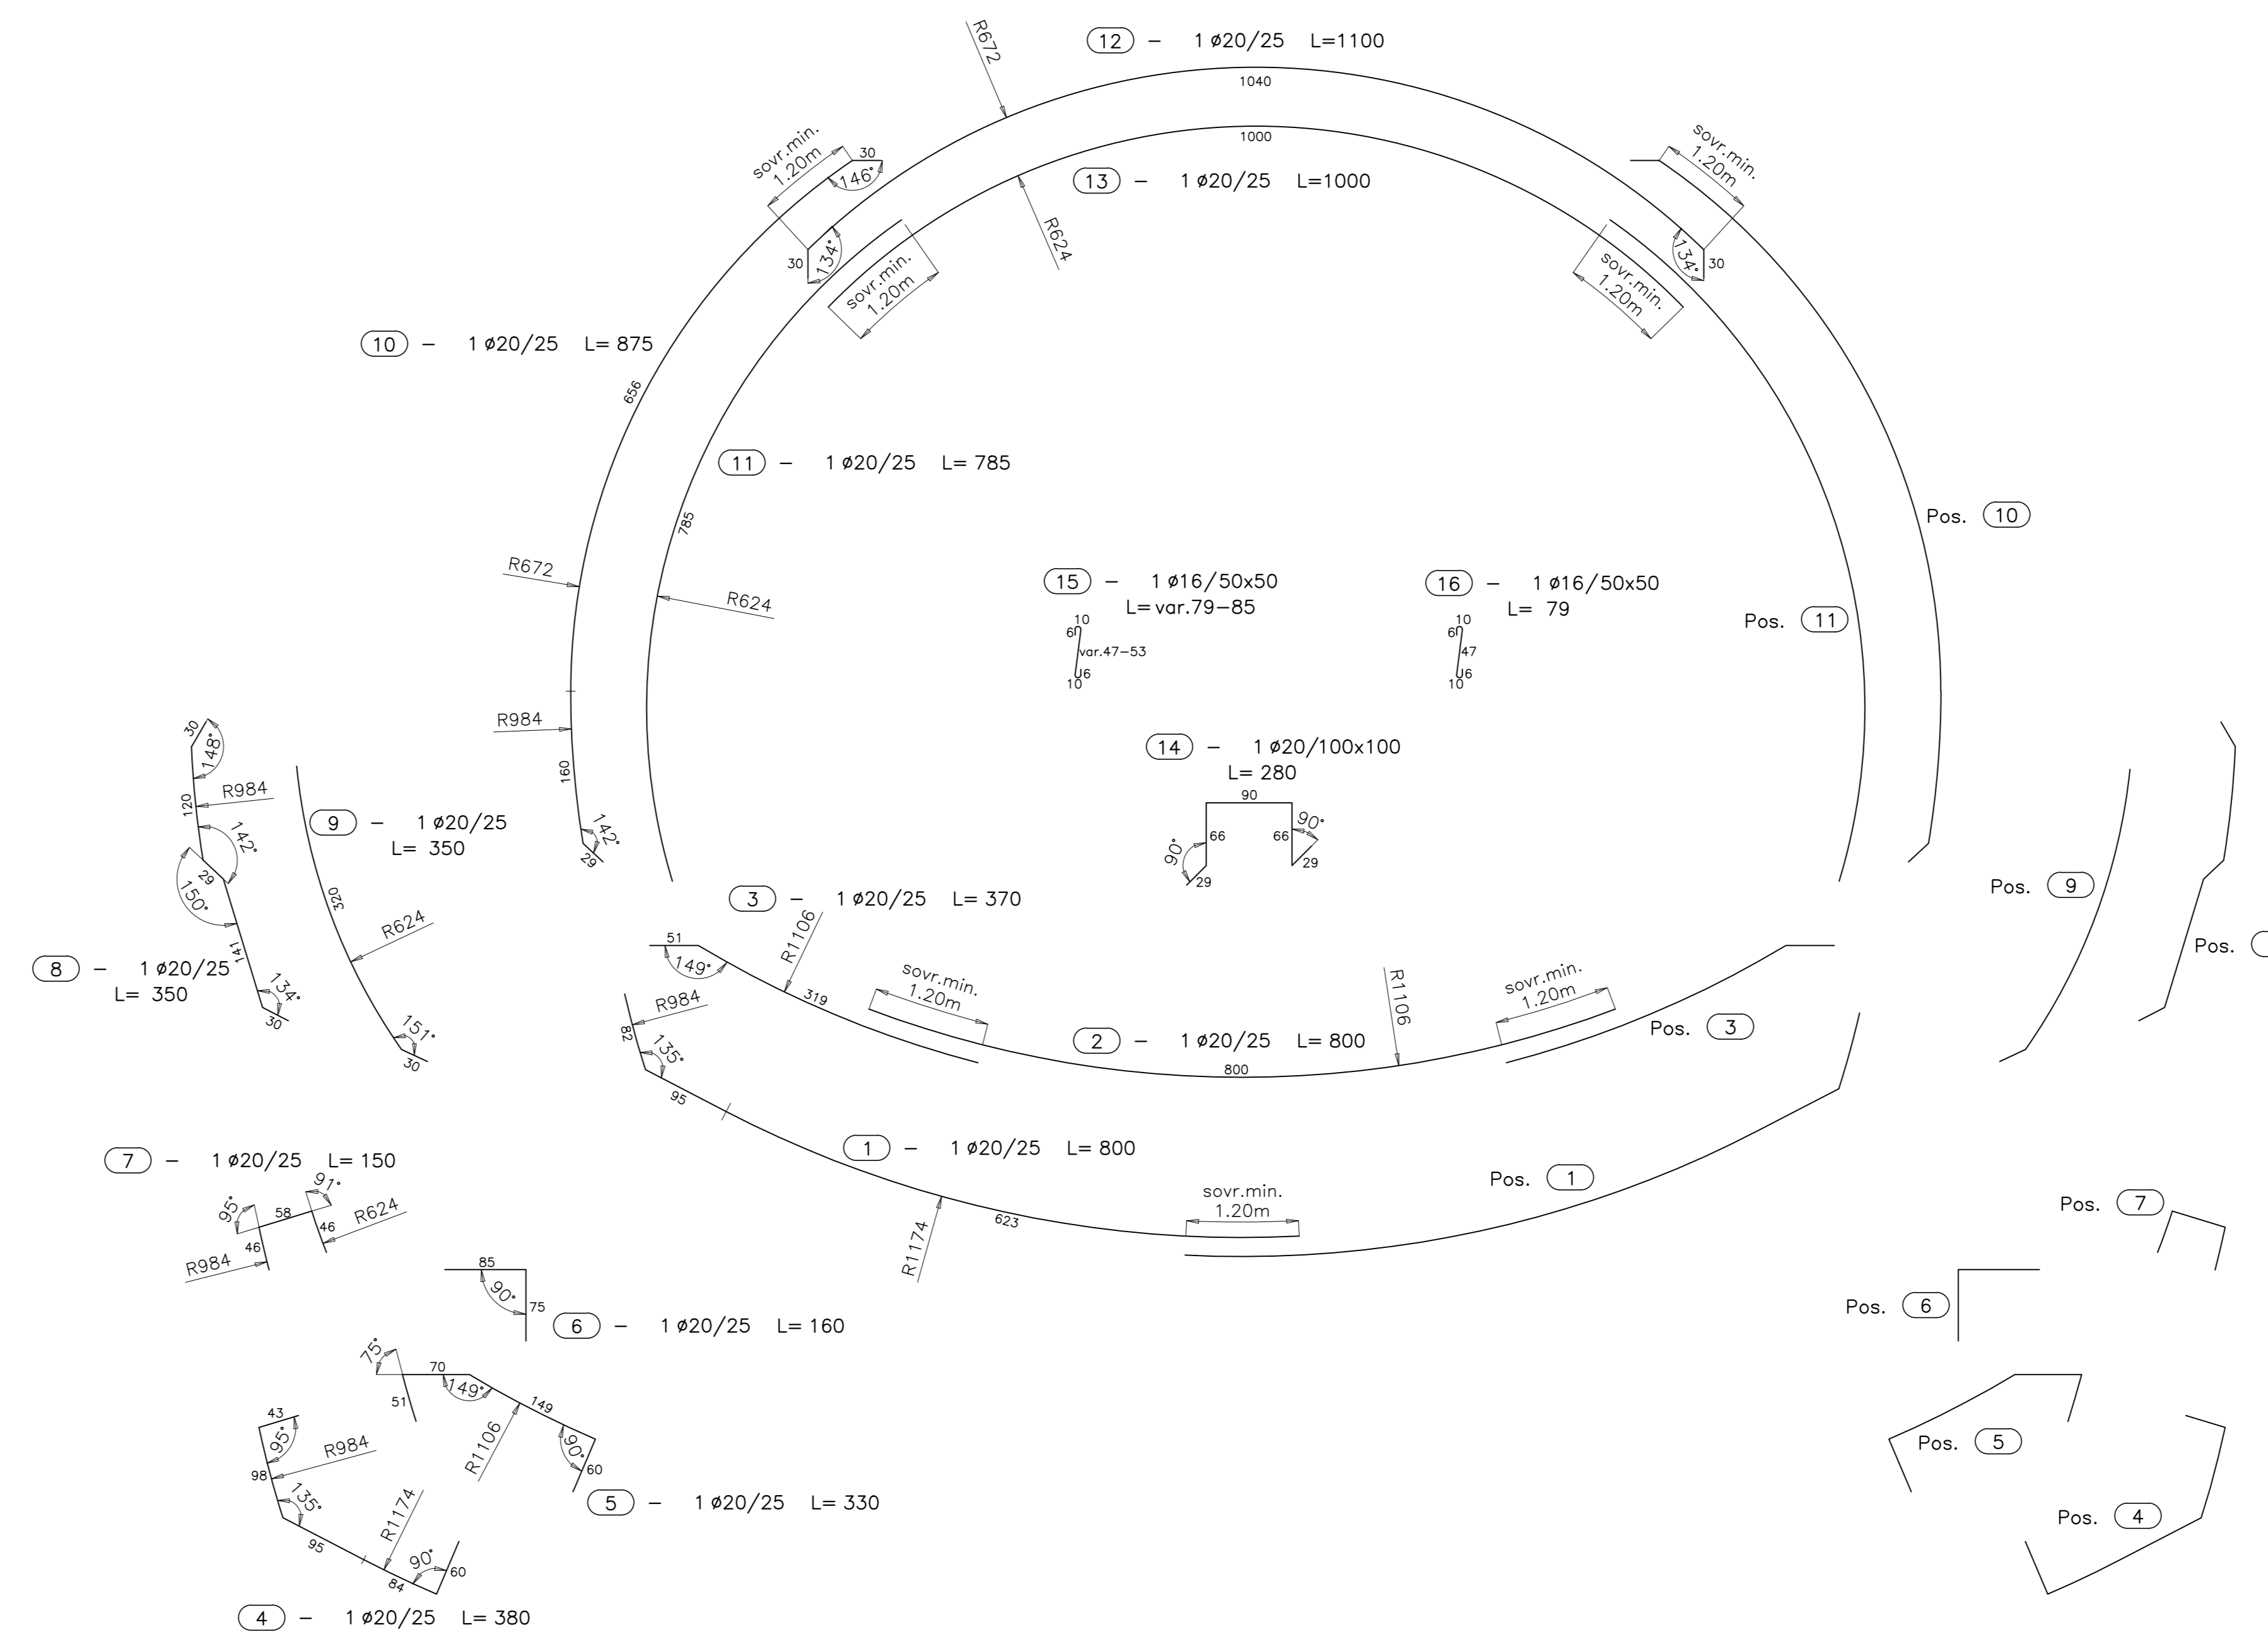 R672
12 – 1 ø20/25 L=1100
1040
sovr.min.
1.20m
30
146°
1000
sovr.min.
1.20m
13 – 1 ø20/25 L=1000
R624
30
134°
sovr.min.
1.20m
134°
30
sovr.min.
1.20m
10 – 1 ø20/25 L= 875
656
11 – 1 ø20/25 L= 785
785
Pos. 10
R672
R624
15 – 1 ø16/50x50
L= var.79–85
10
6
var.47–53
6
10
16 – 1 ø16/50x50
L= 79
10
6
47
6
10
Pos. 11
R984
160
142°
29
14 – 1 ø20/100x100
L= 280
90
66
66
90°
90°
29
29
30
148°
120
R984
142°
29
150°
141
134°
30
8 – 1 ø20/25
L= 350
9 – 1 ø20/25
L= 350
320
R624
151°
30
3 – 1 ø20/25 L= 370
51
149°
R1106
319
sovr.min.
1.20m
R1106
sovr.min.
1.20m
2 – 1 ø20/25 L= 800
800
Pos. 3
Pos. 9
Pos.
R984
82
135°
95
1 – 1 ø20/25 L= 800
R1174
623
sovr.min.
1.20m
Pos. 1
7 – 1 ø20/25 L= 150
95°
58
91°
46
46
R624
R984
85
90°
75
6 – 1 ø20/25 L= 160
Pos. 7
Pos. 6
75°
70
149°
51
149
R1106
90°
60
5 – 1 ø20/25 L= 330
Pos. 5
43
95°
R984
98
135°
95
R1174
90°
84
60
4 – 1 ø20/25 L= 380
Pos. 4